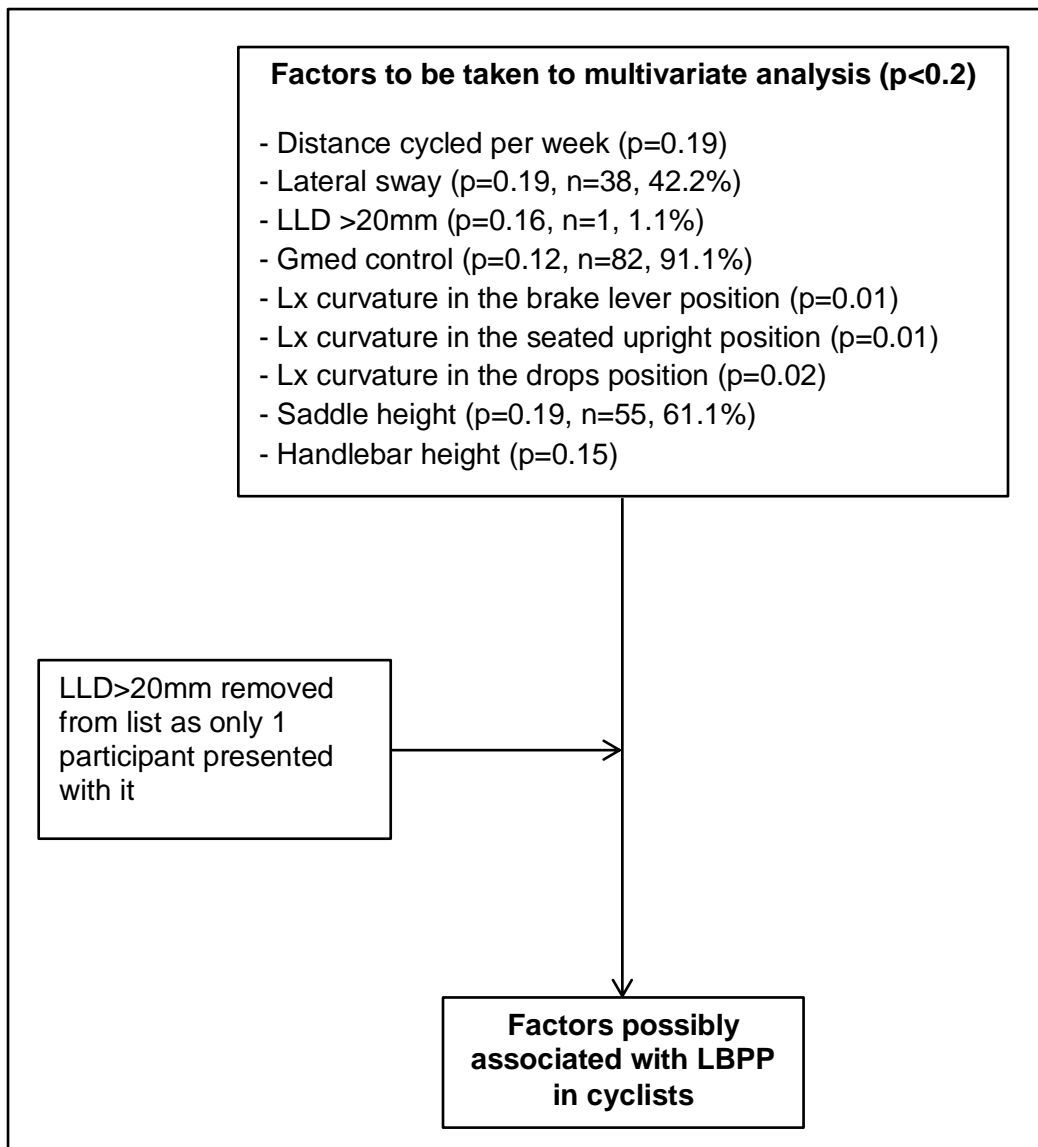 Factors to be taken to multivariate analysis (p<0.2)
- Distance cycled per week (p=0.19)
- Lateral sway (p=0.19, n=38, 42.2%)
- LLD >20mm (p=0.16, n=1, 1.1%)
- Gmed control (p=0.12, n=82, 91.1%)
- Lx curvature in the brake lever position (p=0.01)
- Lx curvature in the seated upright position (p=0.01)
- Lx curvature in the drops position (p=0.02)
- Saddle height (p=0.19, n=55, 61.1%)
- Handlebar height (p=0.15)
LLD>20mm removed
from list as only 1
participant presented
with it
Factors possibly
associated with LBPP
in cyclists